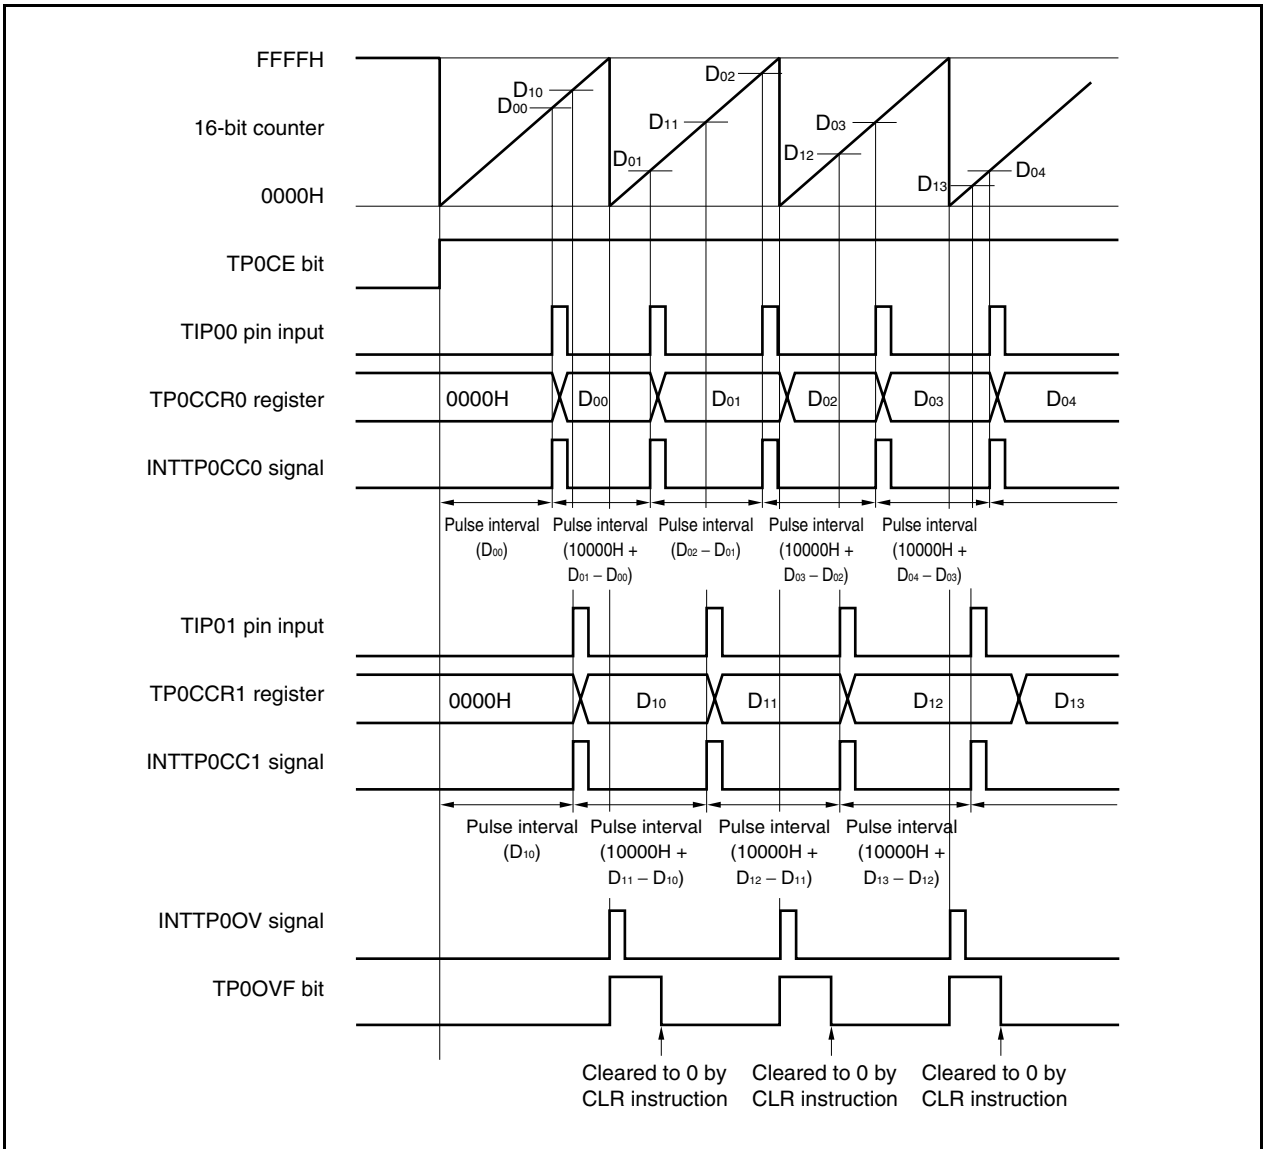 FFFFH
D02
D10
D00
16-bit counter
D11
D03
D12
D01
D04
D13
0000H
TP0CE bit
TIP00 pin input
TP0CCR0 register
0000H
D00
D01
D02
D03
D04
INTTP0CC0 signal
Pulse interval
(D00)
Pulse interval
(10000H +
D01 – D00)
Pulse interval
(D02 – D01)
Pulse interval
(10000H +
D03 – D02)
Pulse interval
(10000H +
D04 – D03)
TIP01 pin input
TP0CCR1 register
0000H
D10
D11
D12
D13
INTTP0CC1 signal
Pulse interval
(D10)
Pulse interval
(10000H +
D11 – D10)
Pulse interval
(10000H +
D12 – D11)
Pulse interval
(10000H +
D13 – D12)
INTTP0OV signal
TP0OVF bit
Cleared to 0 by
CLR instruction
Cleared to 0 by
CLR instruction
Cleared to 0 by
CLR instruction